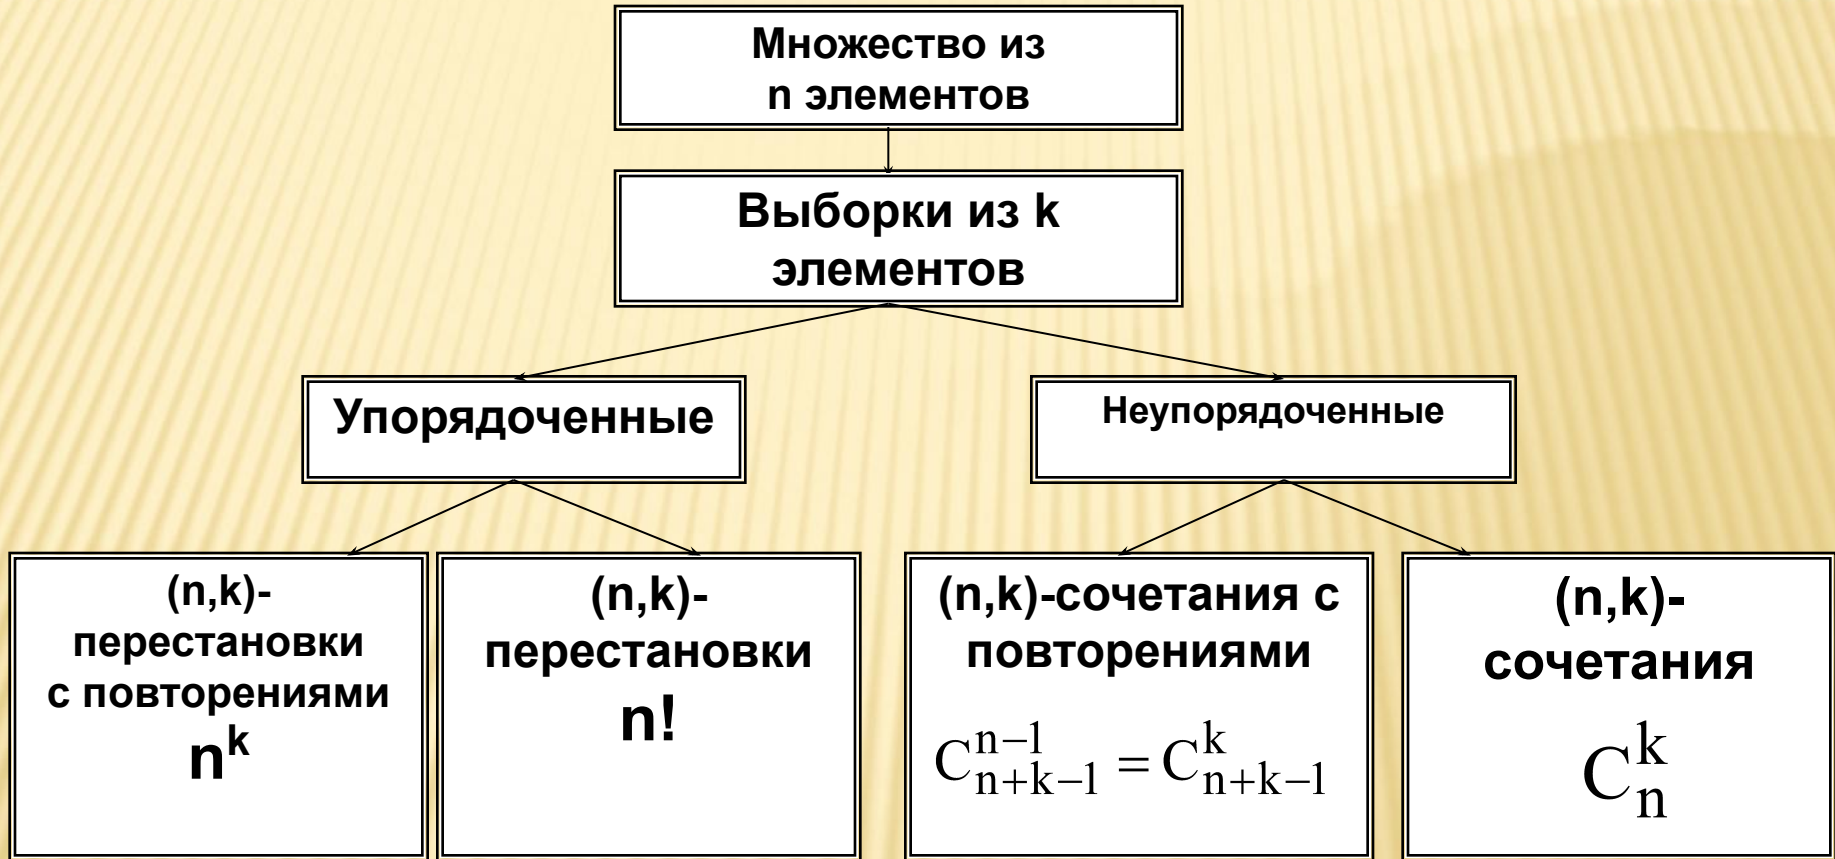 Множество из
n элементов
Выборки из k
элементов
Упорядоченные
Неупорядоченные
(n,k)-
перестановки
с повторениями
n^k
(n,k)-
перестановки
n!
(n,k)-сочетания с
повторениями
C_{n+k-1}^{n-1} = C_{n+k-1}^{k}
(n,k)-
сочетания
C_n^k